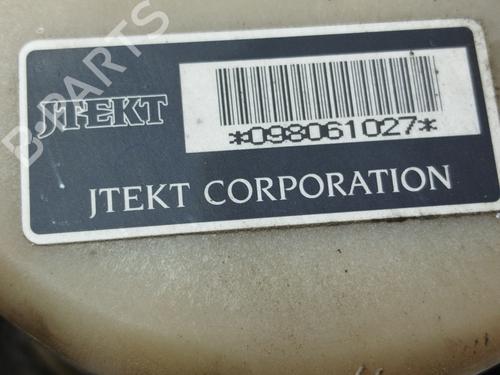 JTEKT
*098061027*
JTEKT CORPORATION
B-PARTS